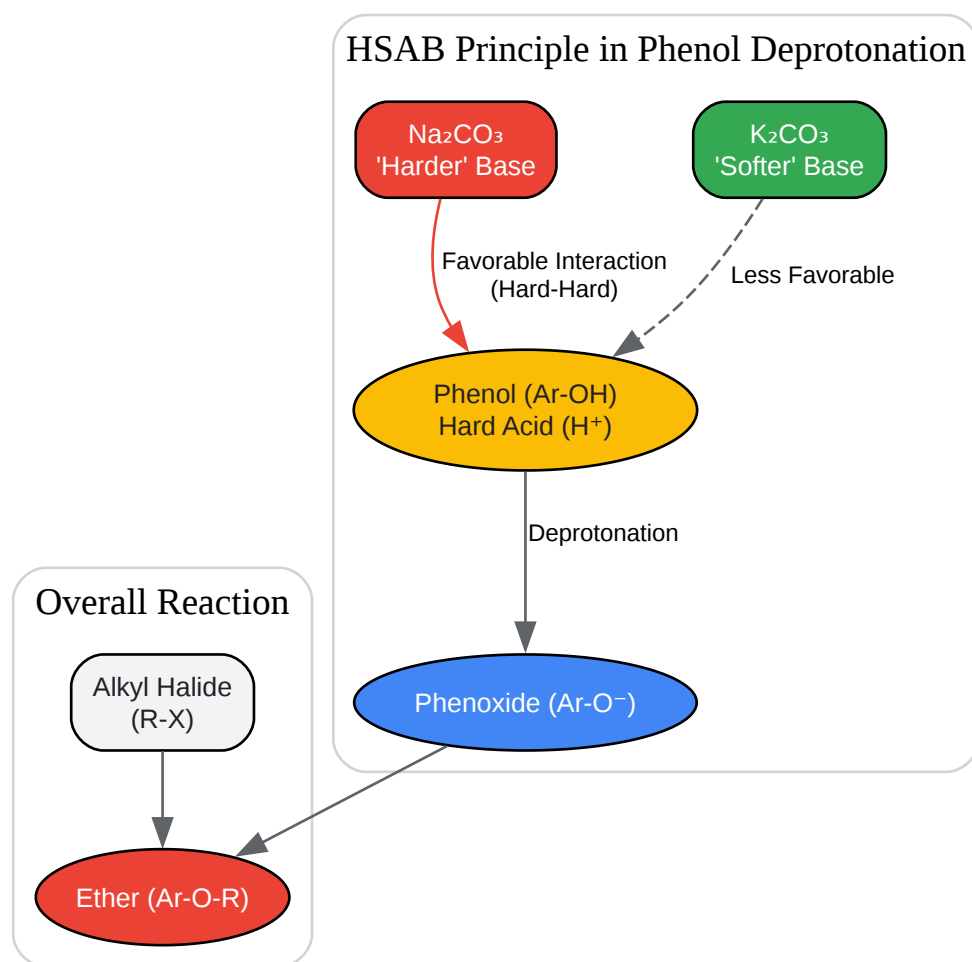 HSAB Principle in Phenol Deprotonation
Na₂CO₃
'Harder' Base
K₂CO₃
'Softer' Base
Favorable Interaction
(Hard-Hard)
Less Favorable
Phenol (Ar-OH)
Hard Acid (H⁺)
Deprotonation
Phenoxide (Ar-O⁻)
Overall Reaction
Alkyl Halide
(R-X)
Ether (Ar-O-R)